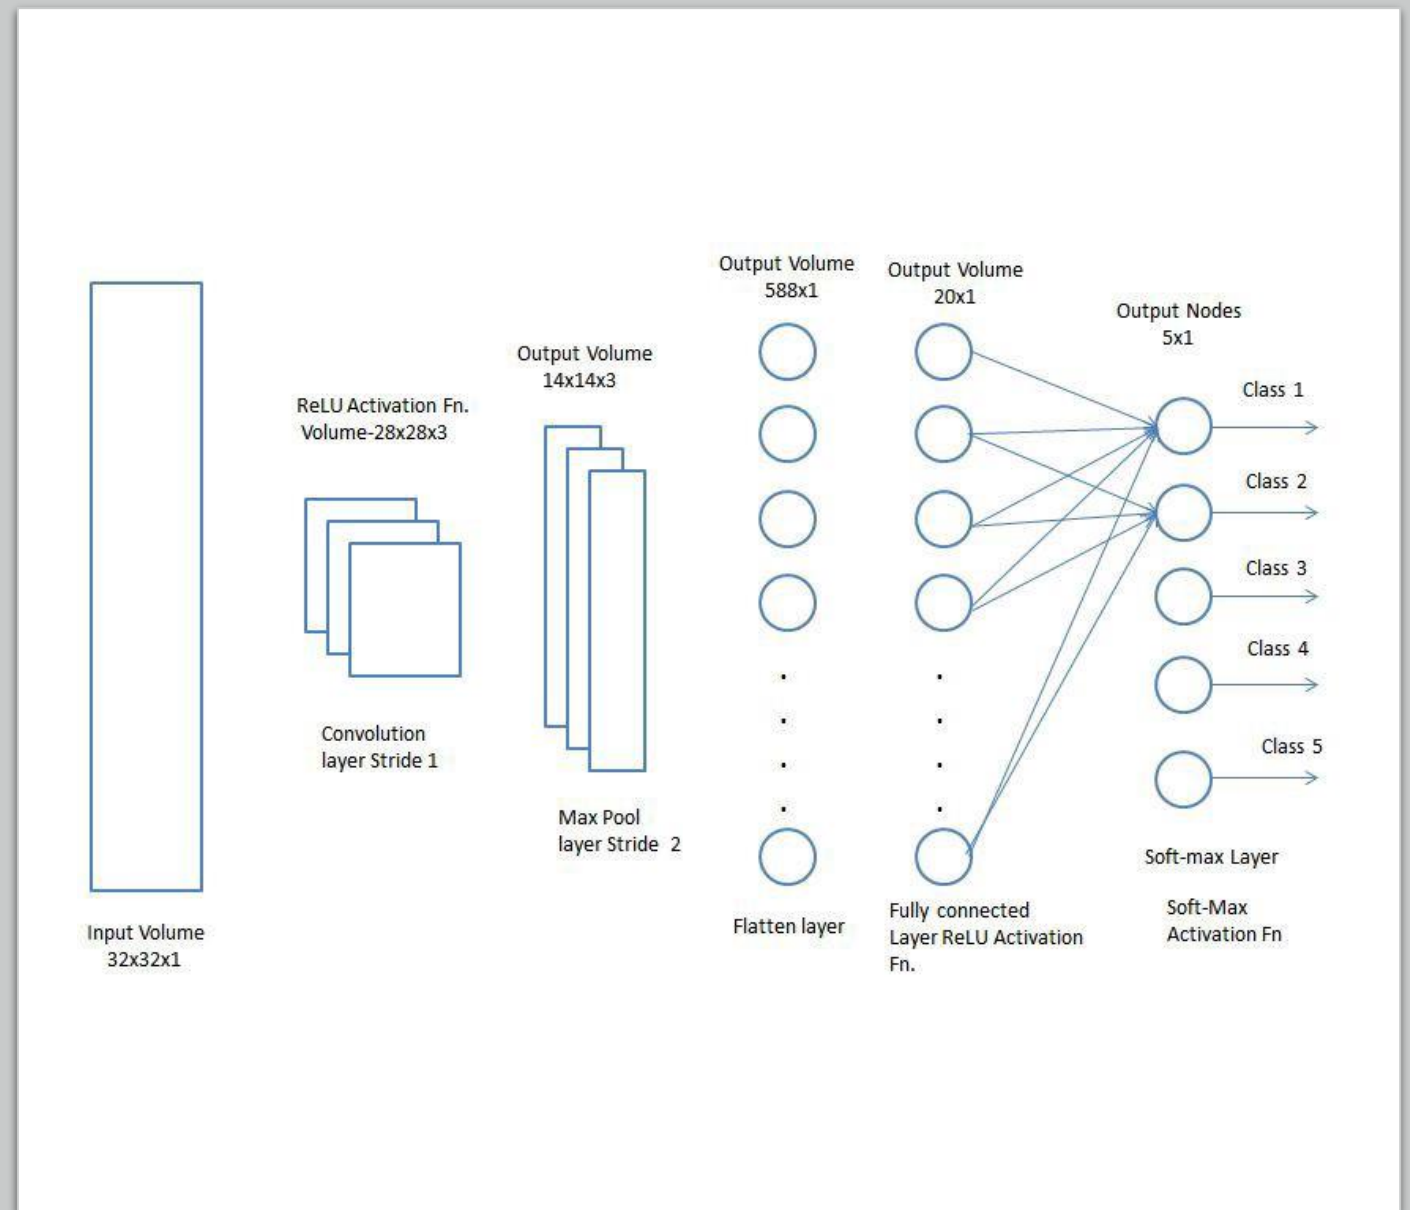 Input Volume
32x32x1
ReLU Activation Fn.
Volume-28x28x3
Convolution
layer Stride 1
Output Volume
14x14x3
Max Pool
layer Stride 2
Output Volume
588x1
Flatten layer
Output Volume
20x1
Fully connected
Layer ReLU Activation
Fn.
Output Nodes
5x1
Class 1
Class 2
Class 3
Class 4
Class 5
Soft-max Layer
Soft-Max
Activation Fn